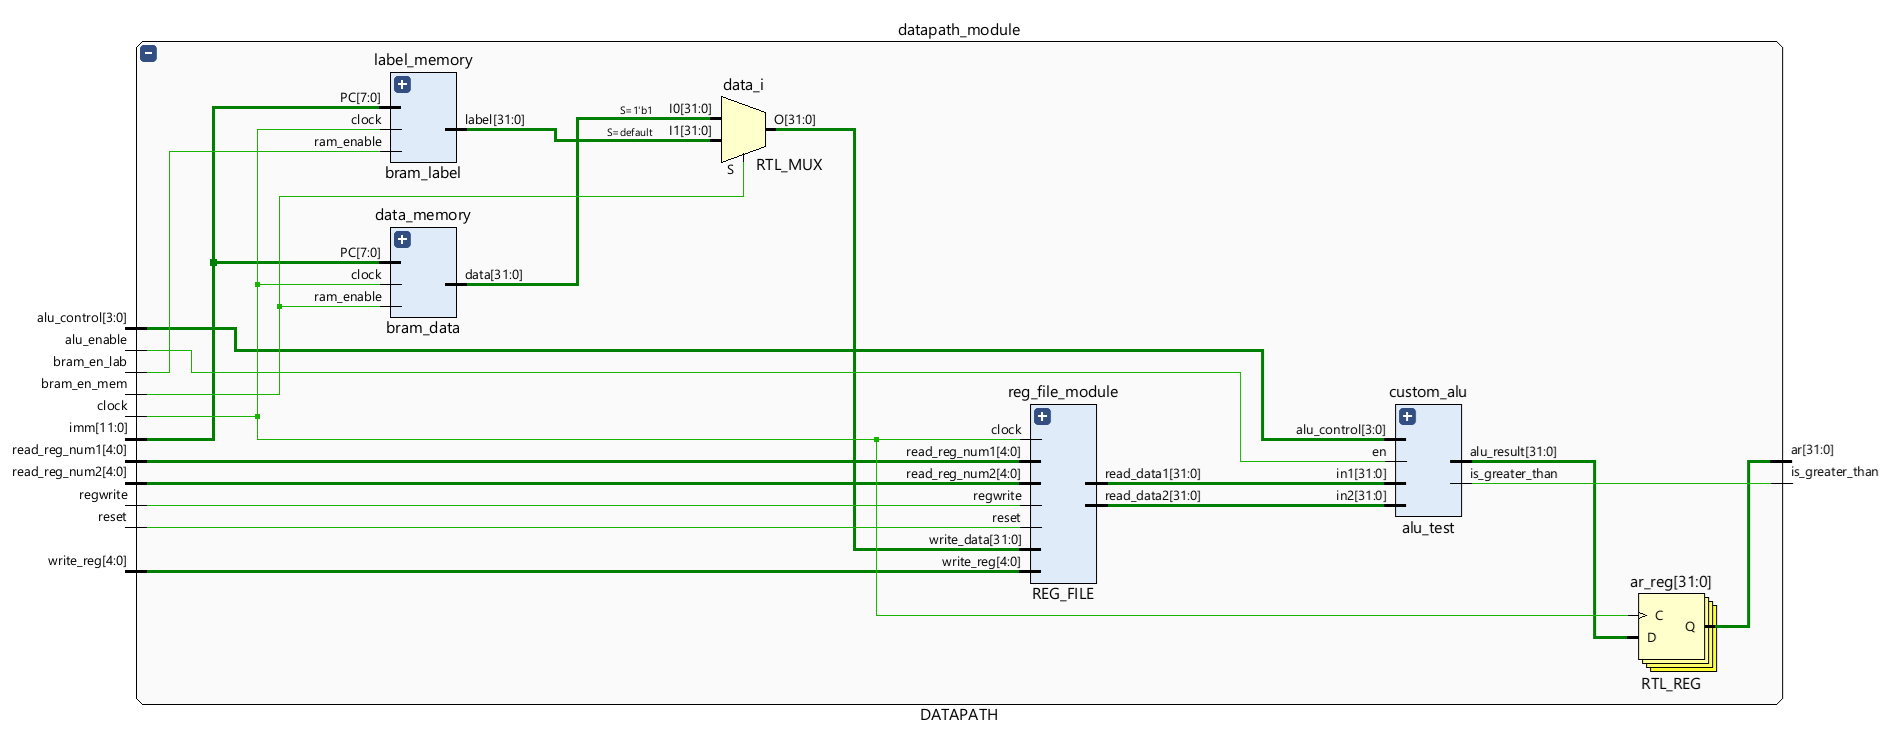 datapath_module
label_memory
PC[7:0]
clock
ram_enable
label[31:0]
bram_label
data_i
S=1'b1
I0[31:0]
S=default
I1[31:0]
O[31:0]
S
RTL_MUX
data_memory
PC[7:0]
clock
ram_enable
data[31:0]
bram_data
alu_control[3:0]
alu_enable
bram_en_lab
bram_en_mem
clock
imm[11:0]
read_reg_num1[4:0]
read_reg_num2[4:0]
regwrite
reset
write_reg[4:0]
reg_file_module
clock
read_reg_num1[4:0]
read_reg_num2[4:0]
regwrite
reset
write_data[31:0]
write_reg[4:0]
read_data1[31:0]
read_data2[31:0]
REG_FILE
custom_alu
alu_control[3:0]
en
in1[31:0]
in2[31:0]
alu_result[31:0]
is_greater_than
alu_test
ar[31:0]
is_greater_than
ar_reg[31:0]
C
D
Q
RTL_REG
DATAPATH